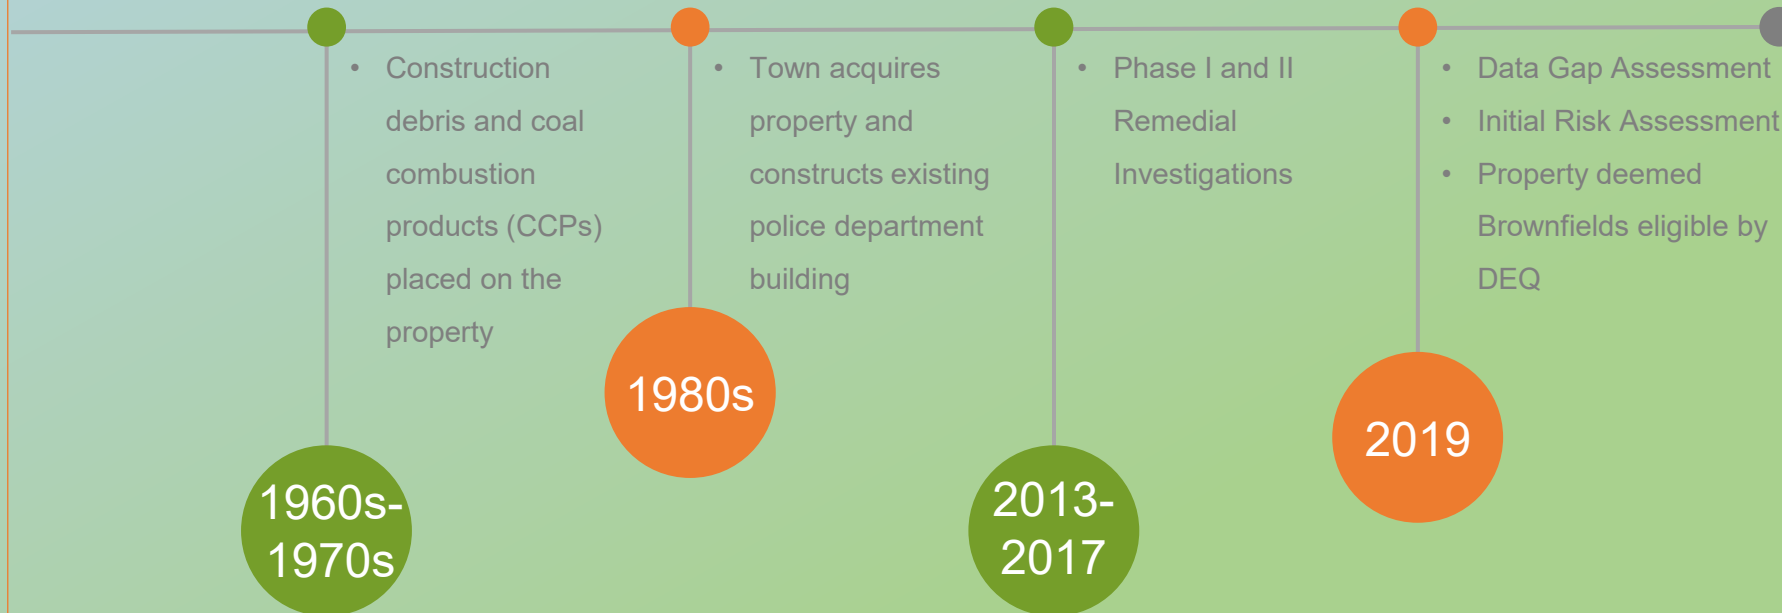 • Construction
debris and coal
combustion
products (CCPs)
placed on the
property
1960s-
1970s
• Town acquires
property and
constructs existing
police department
building
1980s
• Phase I and II
Remedial
Investigations
2013-
2017
• Data Gap Assessment
• Initial Risk Assessment
• Property deemed
Brownfields eligible by
DEQ
2019